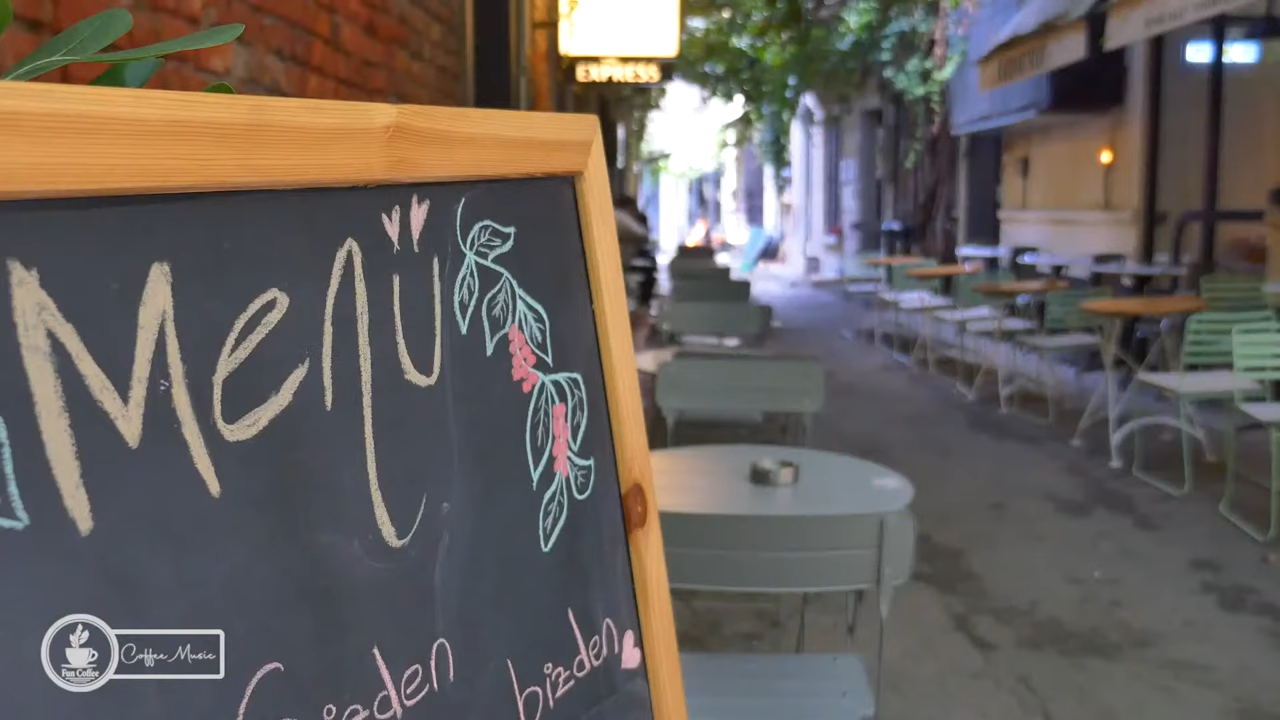 EXPRESS
Menü
bizden
Coffee Music
Fun Coffee